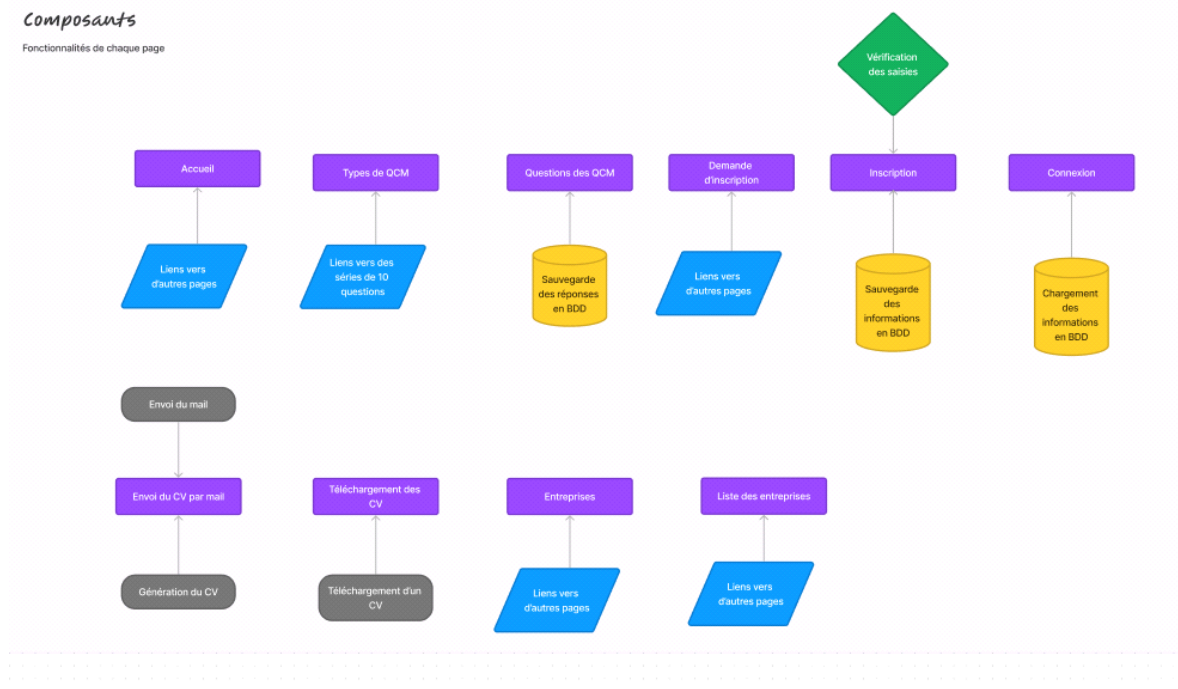 Composants
Fonctionnalités de chaque page
Vérification
des saisies
Accueil
Types de QCM
Questions des QCM
Demande
d'inscription
Inscription
Connexion
Liens vers
d'autres pages
Liens vers des
séries de 10
questions
Sauvegarde
des réponses
en BDD
Liens vers
d'autres pages
Sauvegarde
des
informations
en BDD
Chargement
des
informations
en BDD
Envoi du mail
Envoi du CV par mail
Téléchargement des
CV
Entreprises
Liste des entreprises
Génération du CV
Téléchargement d'un
CV
Liens vers
d'autres pages
Liens vers
d'autres pages